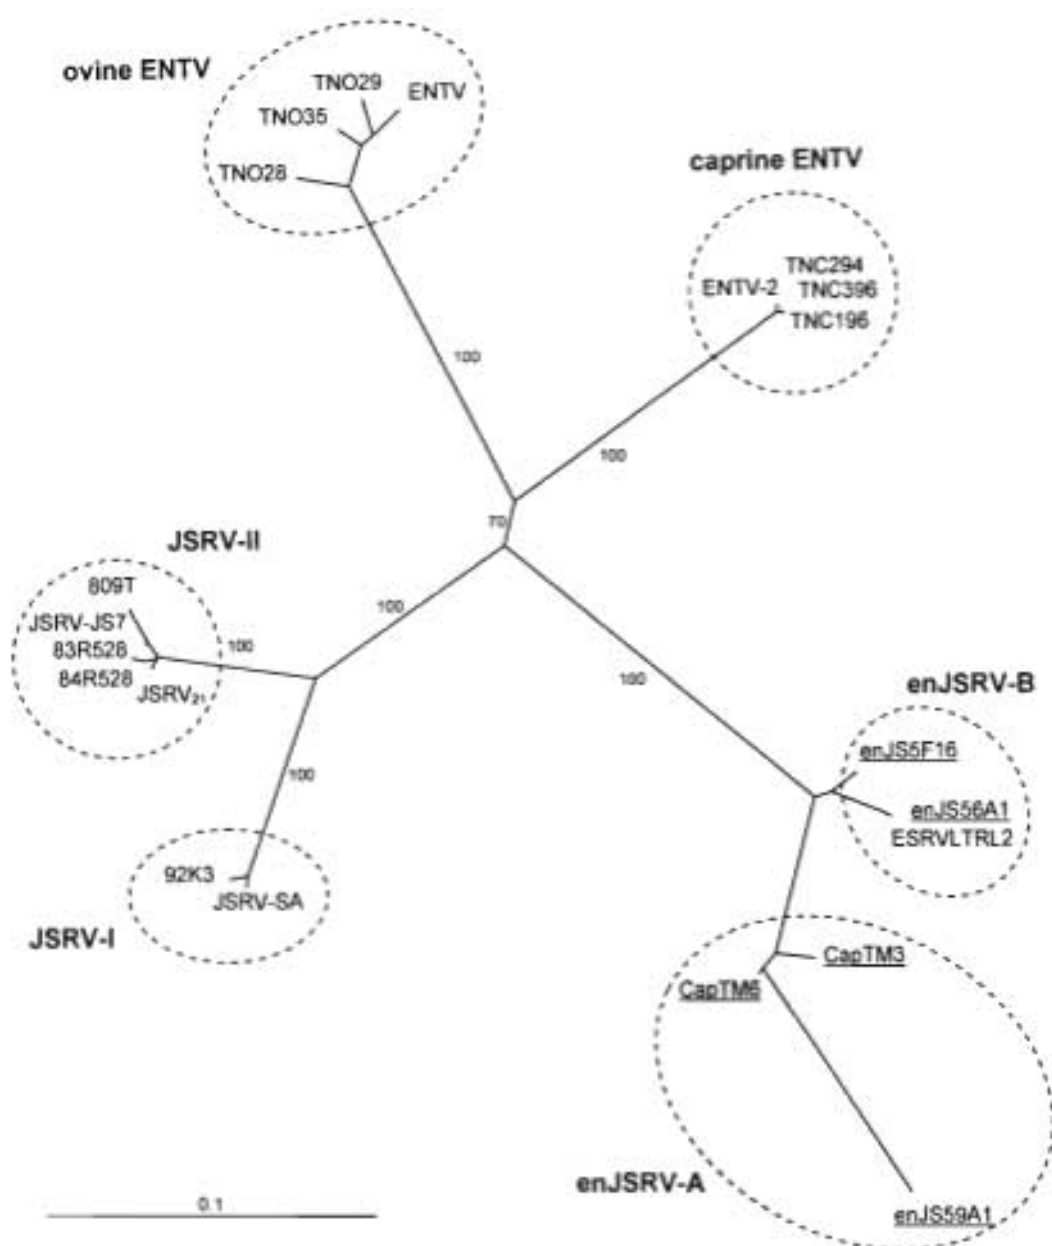 ovine ENTV
TNO29
ENTV
TNO35
TNO28
caprine ENTV
TNC294
ENTV-2
TNC396
TNC196
100
100
70
JSRV-II
809T
JSRV-JS7
83R528
84R528
JSRV21
100
100
100
100
enJSRV-B
enJS5F16
enJS56A1
ESRVLTRL2
92K3
JSRV-SA
JSRV-I
CapTM3
CapTM6
enJSRV-A
enJS59A1
0.1